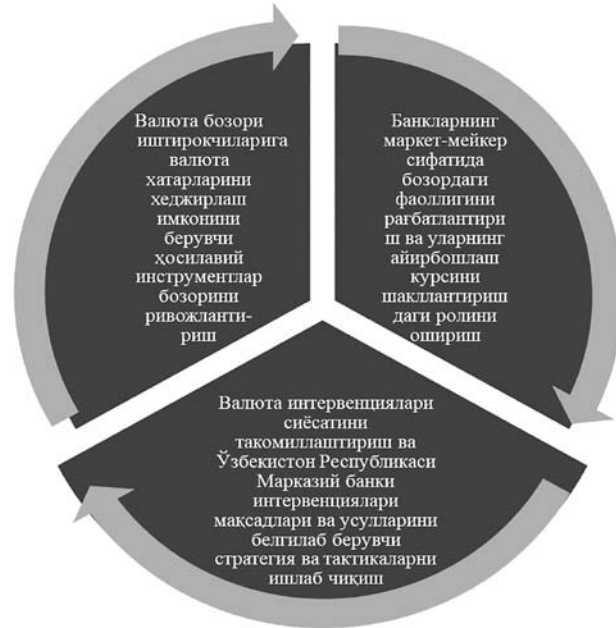 Валюта бозори
иштирокчиларига
валюта
хатарларини
хеджирлаш
имконини
берувчи
ҳосилавий
инструментлар
бозорини
ривожланти-
риш
Банкларнинг
маркет-мейкер
сифатида
бозордаги
фаоллигини
рағбатлантири
ш ва уларнинг
айирбошлаш
курсини
шакллантириш
даги ролини
ошириш
Валюта интервенциялари
сиёсатини
такомиллаштириш ва
Ўзбекистон Республикаси
Марказий банки
интервенциялари
мақсадлари ва усулларини
белгилаб берувчи
стратегия ва тактикаларни
ишлаб чиқиш